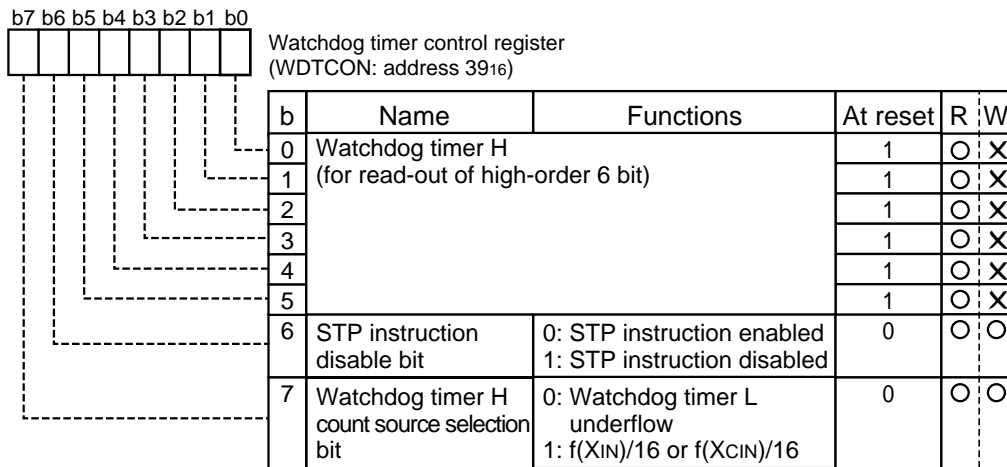 b7 b6 b5 b4 b3 b2 b1 b0
Watchdog timer control register
(WDTCON: address 3916)
b Name Functions At reset R W
0 Watchdog timer H 1 O X
1 (for read-out of high-order 6 bit) 1 O X
2 1 O X
3 1 O X
4 1 O X
5 1 O X
6 STP instruction 0: STP instruction enabled 0 O O
disable bit 1: STP instruction disabled
7 Watchdog timer H 0: Watchdog timer L 0 O O
count source selection underflow
bit 1: f(XIN)/16 or f(XCIN)/16